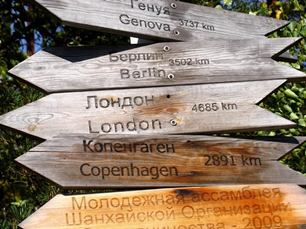 Генуя
Genova 3737 km
Берлин 3502 km
Berlin
Лондон 4685 km
London
Копенгаген
Copenhagen 2891 km
Молодежная ассамблея
Шанхайской Организации
2009